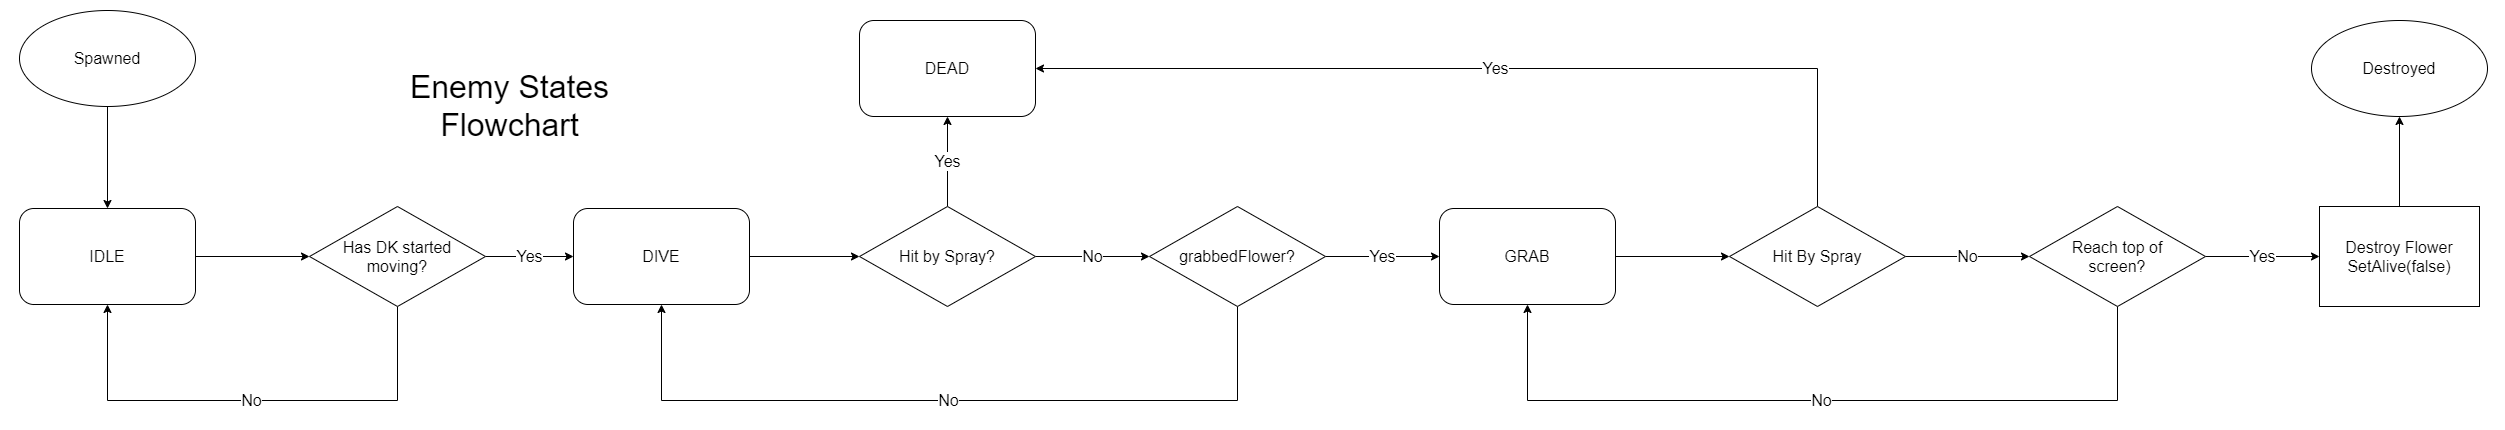 Spawned
Enemy States
Flowchart
DEAD
Yes
Destroyed
Yes
IDLE
Has DK started
moving?
Yes
DIVE
Hit by Spray?
No
grabbedFlower?
Yes
GRAB
Hit By Spray
No
Reach top of
screen?
Yes
Destroy Flower
SetAlive(false)
No
No
No